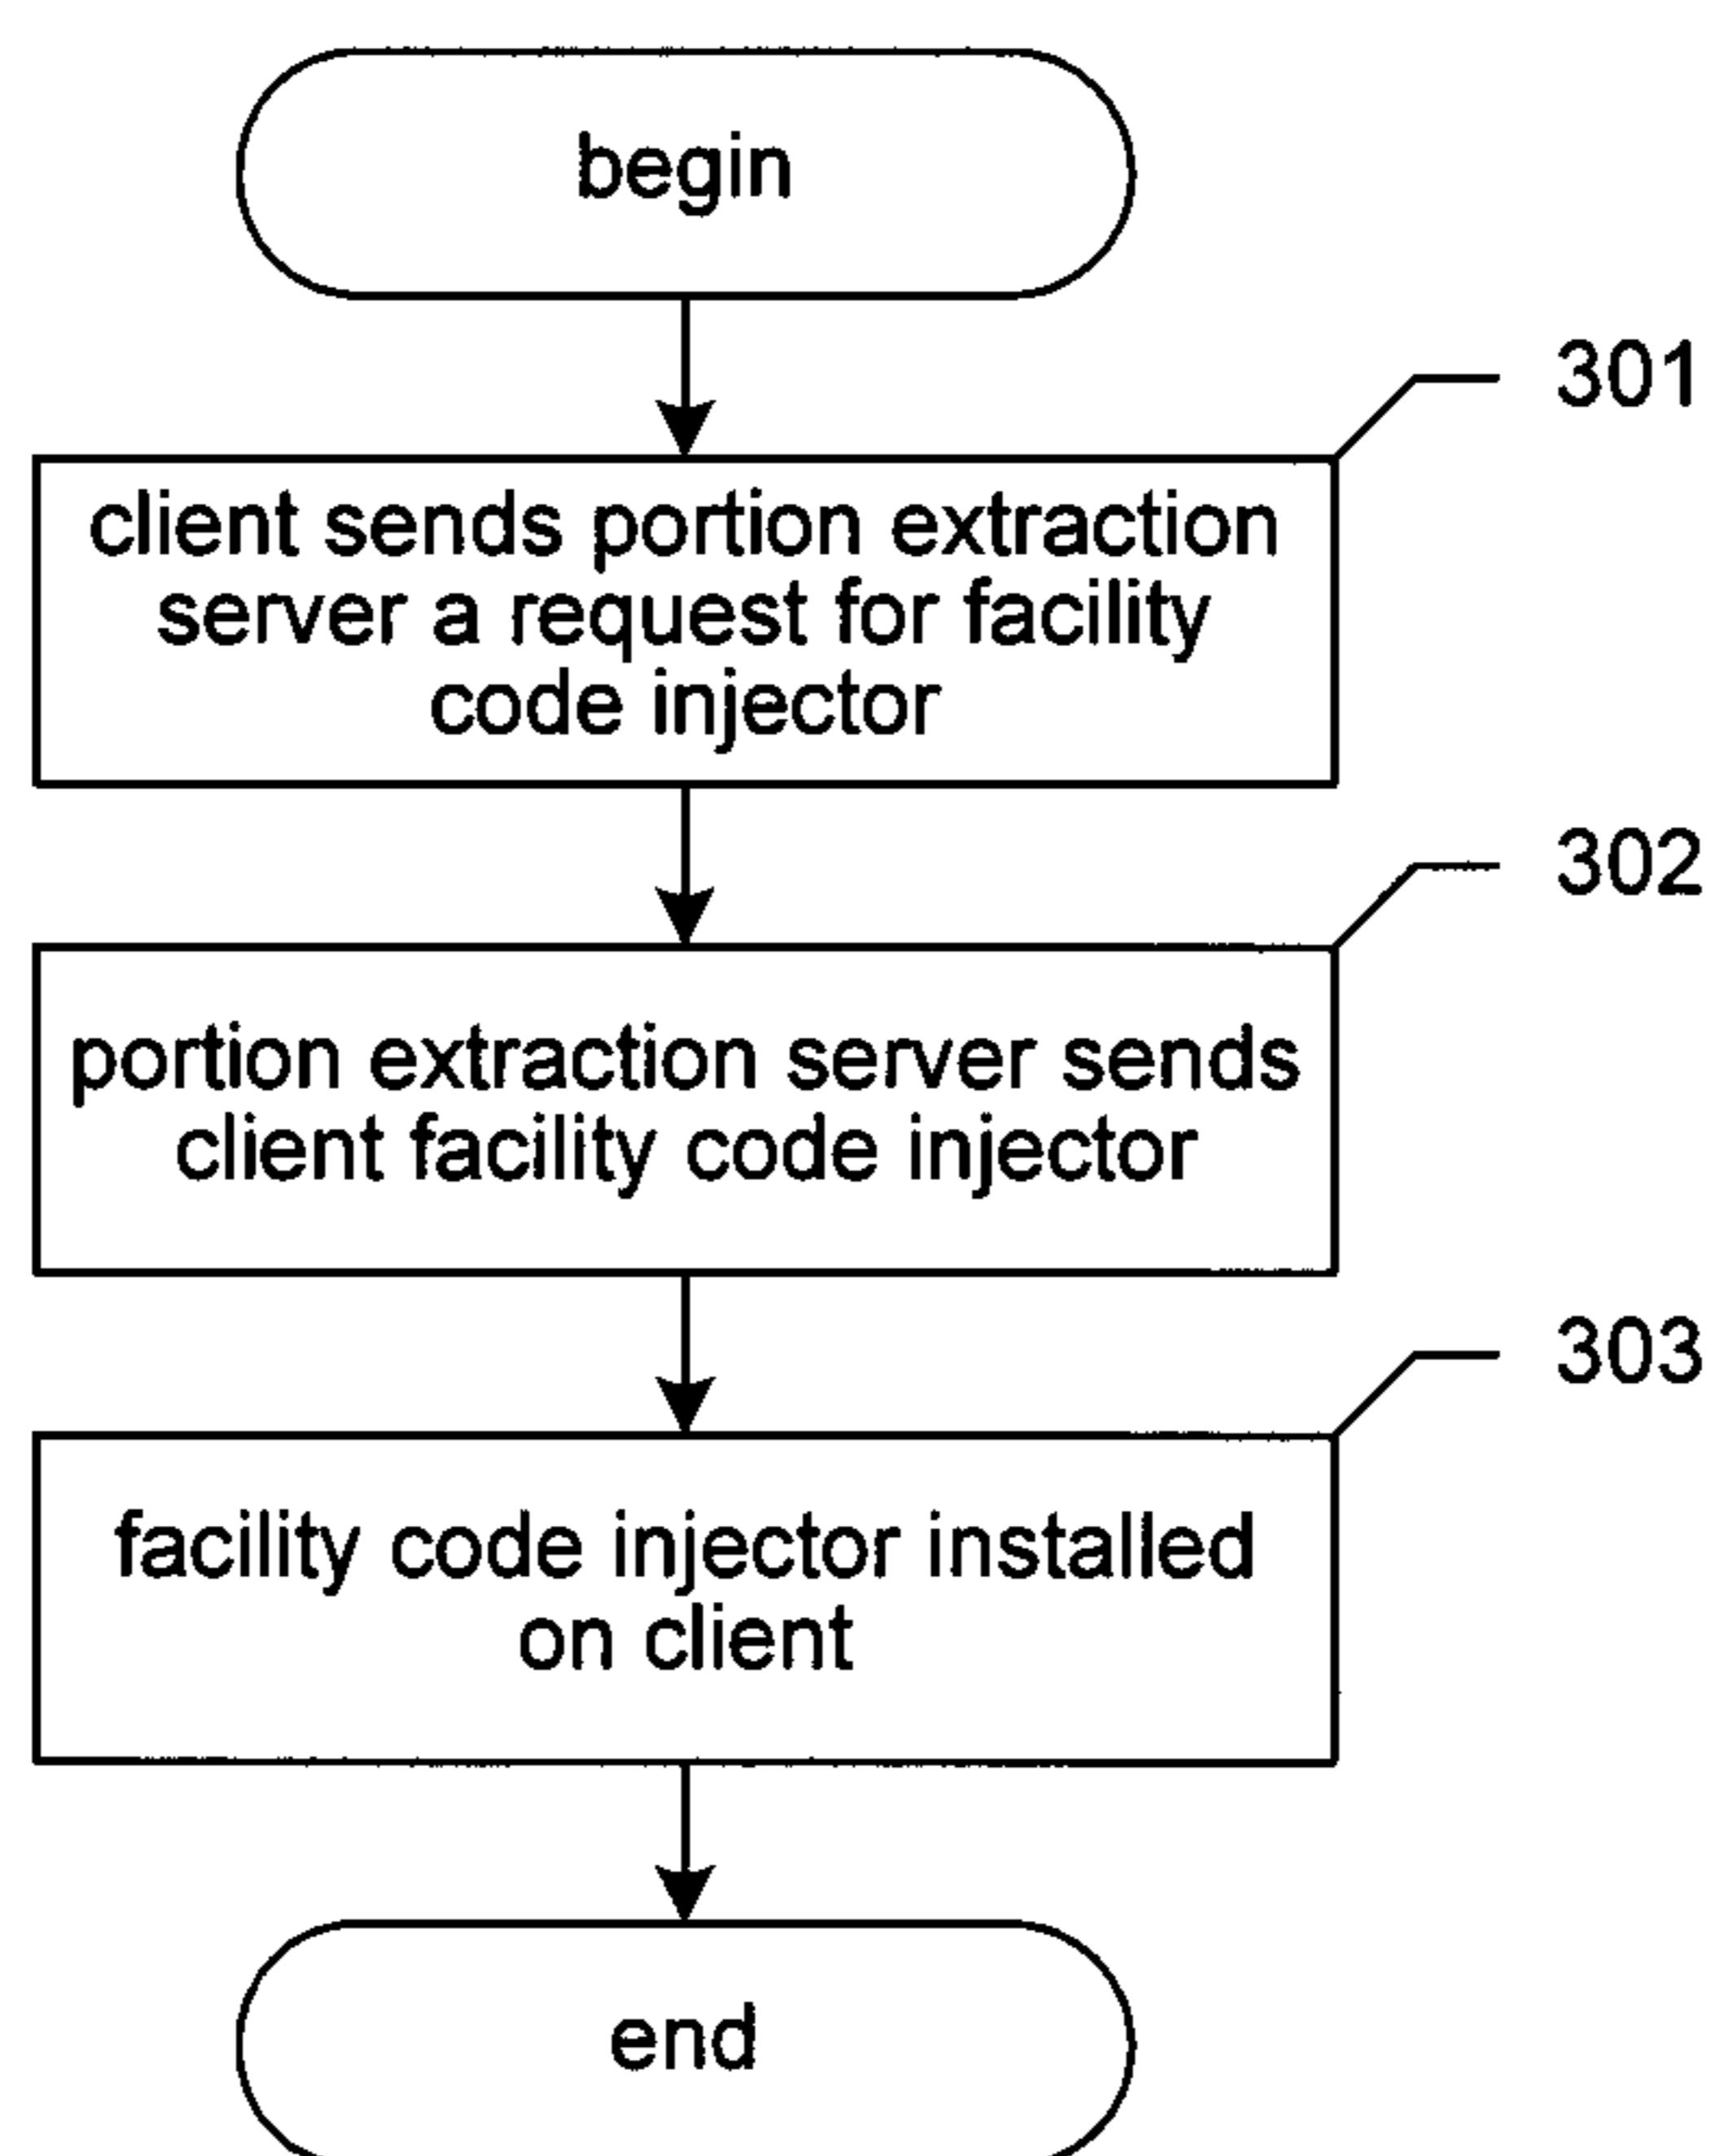 begin
301
client sends portion extraction
server a request for facility
code injector
302
portion extraction server sends
client facility code injector
303
facility code injector installed
on client
end